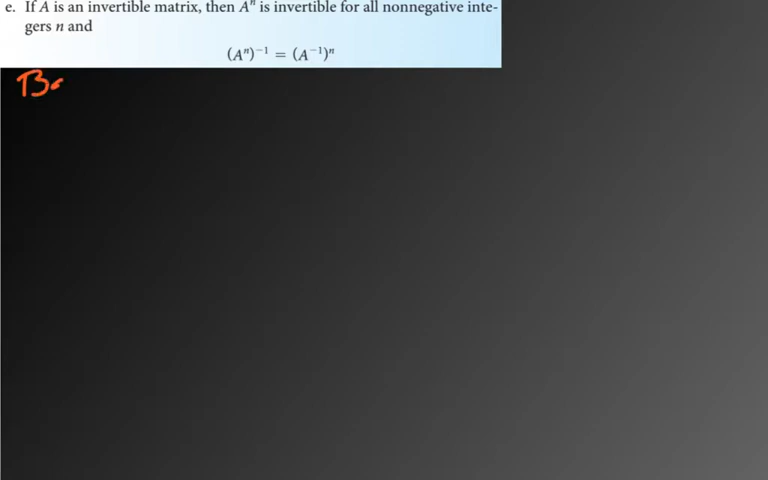 e. If A is an invertible matrix, then Aⁿ is invertible for all nonnegative inte-
gers n and
(Aⁿ)⁻¹ = (A⁻¹)ⁿ